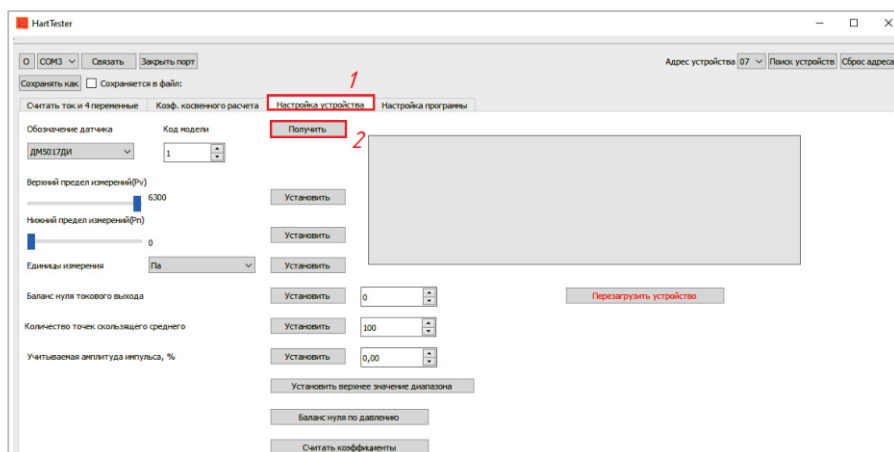 HartTester
О COM3 Связать Закрыть порт Адрес устройства 07 Поиск устройств Сброс адреса
Сохранять как Сохраняется в файл:
1
Считать ток и 4 переменные Коэф. косвенного расчета Настройка устройства Настройка программы
Обозначение датчика Код модели Получить
2
ДМ5017ДИ 1
Верхний предел измерений(Pv)
6300 Установить
Нижний предел измерений(Pn)
0 Установить
Единицы измерения Па Установить
Баланс нуля токового выхода Установить 0 Перезагрузить устройство
Количество точек скользящего среднего Установить 100
Учитываемая амплитуда импульса, % Установить 0,00
Установить верхнее значение диапазона
Баланс нуля по давлению
Считать коэффициенты